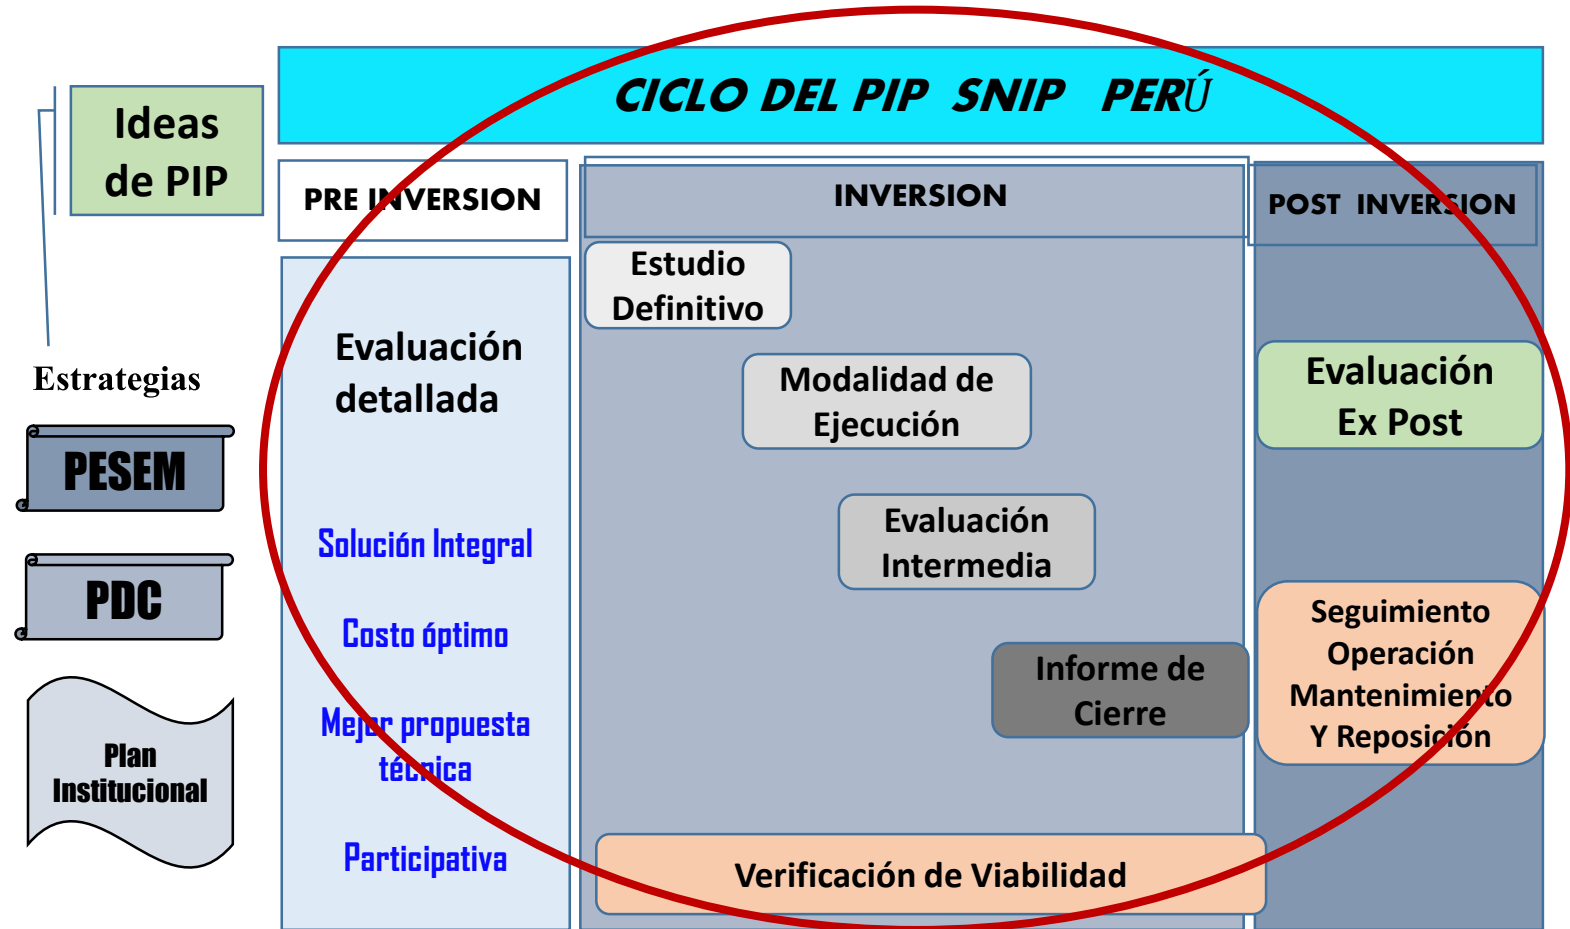 CICLO DEL PIP SNIP PERÚ
Ideas
de PIP
Estrategias
PESEM
PDC
Plan
Institucional
PRE INVERSION
Evaluación
detallada
Solución Integral
Costo óptimo
Mejor propuesta
técnica
Participativa
INVERSION
Estudio
Definitivo
Modalidad de
Ejecución
Evaluación
Intermedia
Informe de
Cierre
Verificación de Viabilidad
POST INVERSION
Evaluación
Ex Post
Seguimiento
Operación
Mantenimiento
Y Reposición